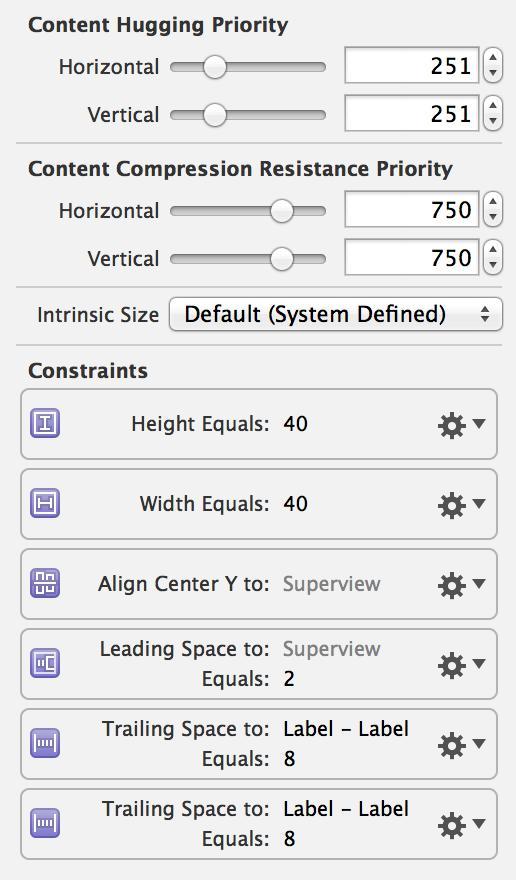 Content Hugging Priority
Horizontal 251
Vertical 251
Content Compression Resistance Priority
Horizontal 750
Vertical 750
Intrinsic Size Default (System Defined)
Constraints
Height Equals: 40
Width Equals: 40
Align Center Y to: Superview
Leading Space to: Superview
Equals: 2
Trailing Space to: Label – Label
Equals: 8
Trailing Space to: Label – Label
Equals: 8